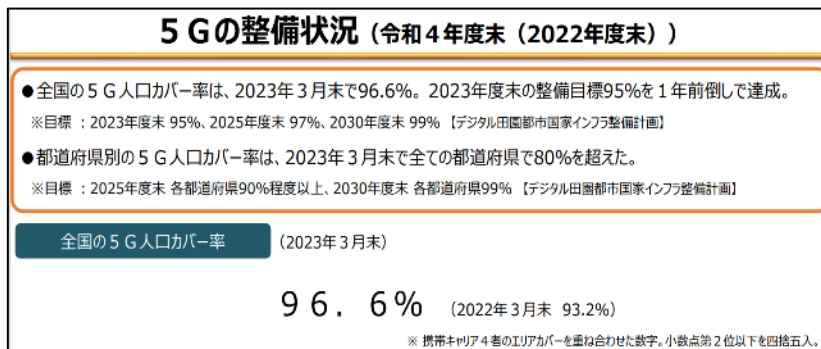 5Gの整備状況（令和4年度末（2022年度末））
●全国の5G人口カバー率は、2023年3月末で96.6%。2023年度末の整備目標95%を1年前倒しで達成。
※目標 ：2023年度末 95%、2025年度末 97%、2030年度末 99% 【デジタル田園都市国家インフラ整備計画】
●都道府県別の5G人口カバー率は、2023年3月末で全ての都道府県で80%を超えた。
※目標 ：2025年度末 各都道府県90%程度以上、2030年度末 各都道府県99% 【デジタル田園都市国家インフラ整備計画】
全国の5G人口カバー率 （2023年3月末）
96．6% （2022年3月末 93.2%）
※ 携帯キャリア4者のエリアカバーを重ね合わせた数字。小数点第2位以下を四捨五入。